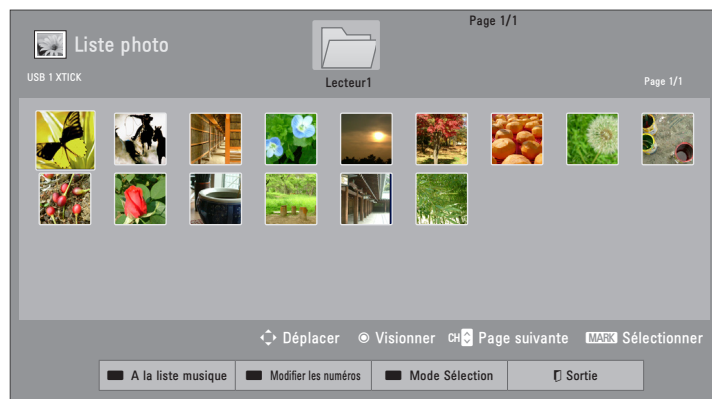 Page 1/1
Liste photo
USB 1 XTICK
Lecteur1
Page 1/1
Déplacer Visionner CH Page suivante MARK Sélectionner
A la liste musique Modifier les numéros Mode Sélection Sortie